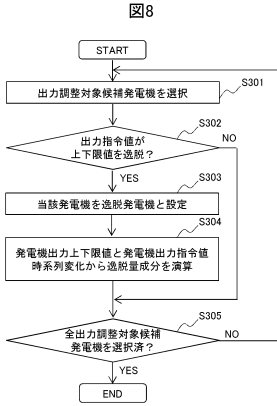 図8
START
S301
出力調整対象候補発電機を選択
S302
出力指令値が
上下限値を逸脱？
NO
YES
S303
当該発電機を逸脱発電機と設定
S304
発電機出力上下限値と発電機出力指令値
時系列変化から逸脱量成分を演算
S305
全出力調整対象候補
発電機を選択済？
NO
YES
END